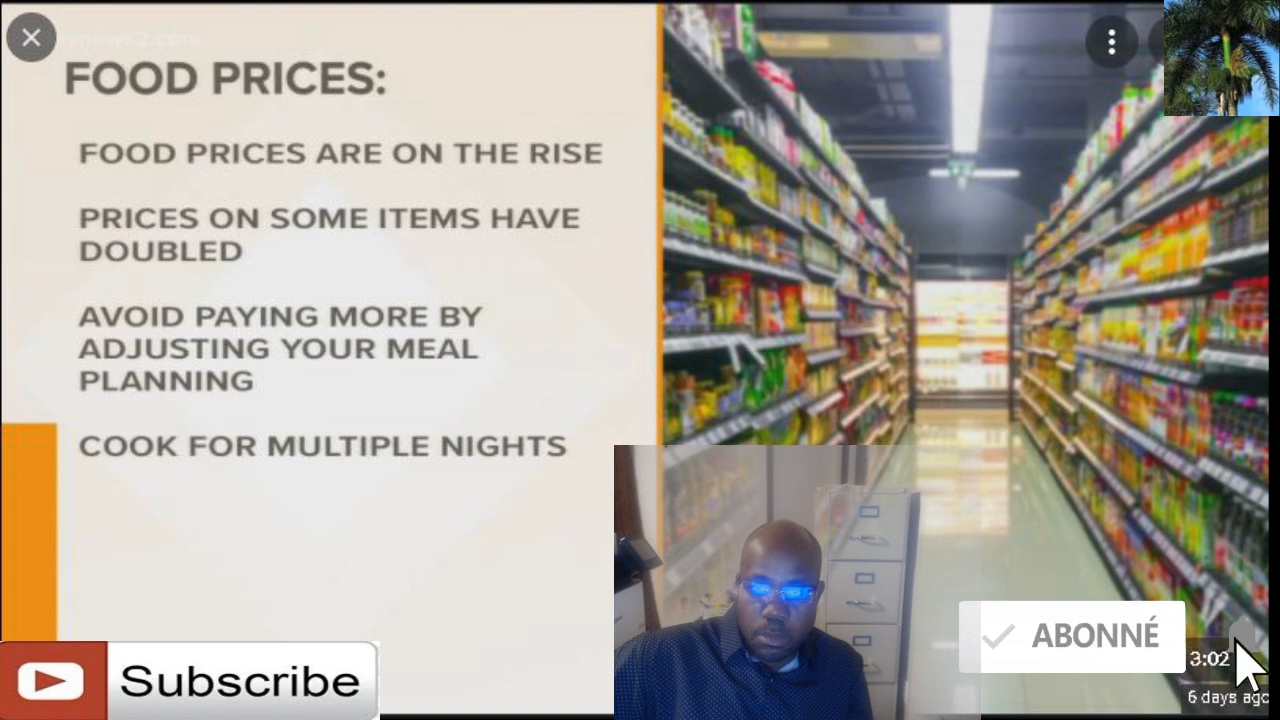 FOOD PRICES:
FOOD PRICES ARE ON THE RISE
PRICES ON SOME ITEMS HAVE
DOUBLED
AVOID PAYING MORE BY
ADJUSTING YOUR MEAL
PLANNING
COOK FOR MULTIPLE NIGHTS
Subscribe
ABONNÉ
3:02
6 days ago